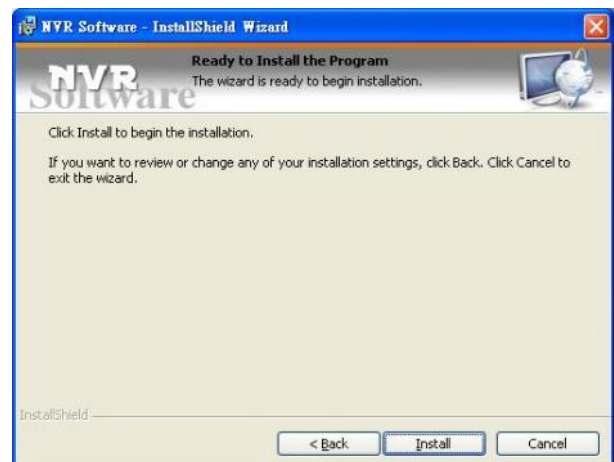 NVR Software - InstallShield Wizard
Ready to Install the Program
The wizard is ready to begin installation.
NVR
Software
Click Install to begin the installation.
If you want to review or change any of your installation settings, click Back. Click Cancel to
exit the wizard.
InstallShield
< Back
Install
Cancel